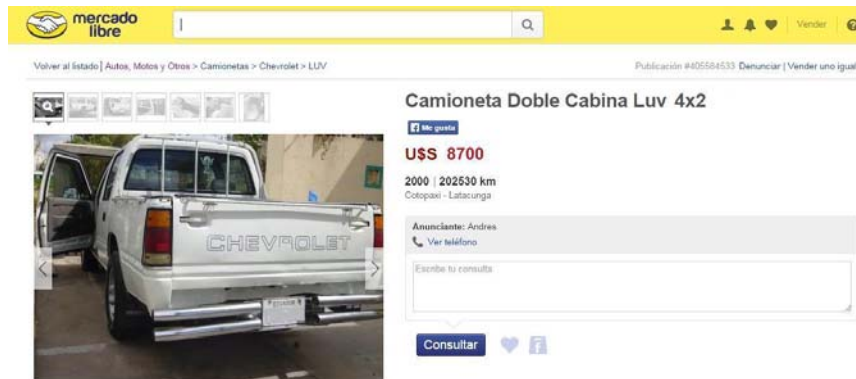 mercado
libre
Vender
Volver al listado | Autos, Motos y Otros > Camionetas > Chevrolet > LUV
Publicación #405584533 Denunciar | Vender uno igual
Camioneta Doble Cabina Luv 4x2
Me gusta
U$S 8700
2000 | 202530 km
Cotopaxi - Latacunga
Anunciante: Andres
Ver teléfono
Escribe tu consulta
Consultar
CHEVROLET